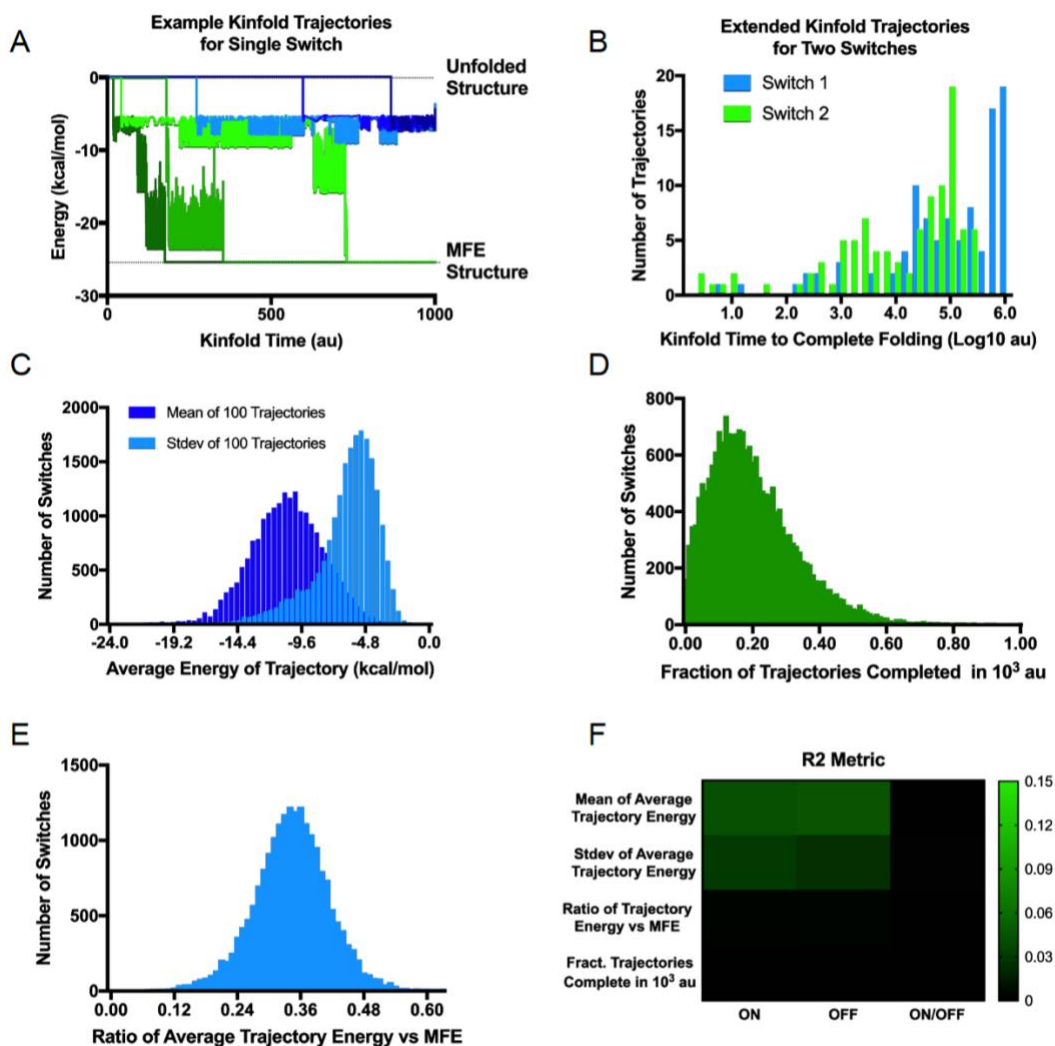 A
Example Kinfold Trajectories
for Single Switch
Energy (kcal/mol)
0
-10
-20
-30
Unfolded
Structure
MFE
Structure
0
500
1000
Kinfold Time (au)
B
Extended Kinfold Trajectories
for Two Switches
Number of Trajectories
20
15
10
5
0
Switch 1
Switch 2
1.0
2.0
3.0
4.0
5.0
6.0
Kinfold Time to Complete Folding (Log10 au)
C
Number of Switches
2000
1500
1000
500
0
Mean of 100 Trajectories
Stdev of 100 Trajectories
-24.0
-19.2
-14.4
-9.6
-4.8
0.0
Average Energy of Trajectory (kcal/mol)
D
Number of Switches
800
600
400
200
0
0.00
0.20
0.40
0.60
0.80
1.00
Fraction of Trajectories Completed in 10³ au
E
Number of Switches
1500
1000
500
0
0.00
0.12
0.24
0.36
0.48
0.60
Ratio of Average Trajectory Energy vs MFE
F
R2 Metric
Mean of Average
Trajectory Energy
Stdev of Average
Trajectory Energy
Ratio of Trajectory
Energy vs MFE
Fract. Trajectories
Complete in 10³ au
ON
OFF
ON/OFF
0.15
0.12
0.09
0.06
0.03
0